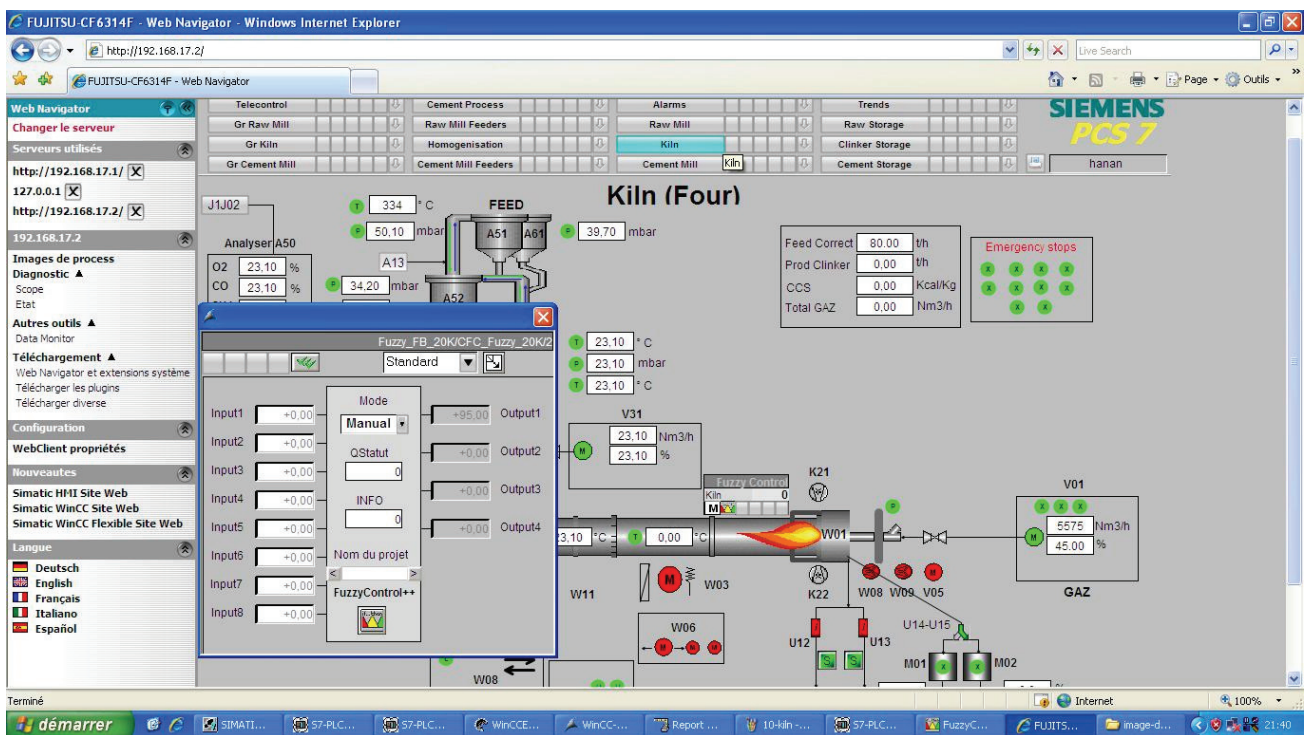 FUJITSU-CF6314F - Web Navigator - Windows Internet Explorer
http://192.168.17.2/
Live Search
FUJITSU-CF6314F - Web Navigator
Page Outils
Web Navigator
Changer le serveur
Serveurs utilisés
http://192.168.17.1/ X
127.0.0.1 X
http://192.168.17.2/ X
192.168.17.2
Images de process
Diagnostic ▲
Scope
Etat
Autres outils ▲
Data Monitor
Téléchargement ▲
Web Navigator et extensions système
Télécharger les plugins
Télécharger diverse
Configuration
WebClient propriétés
Nouveautes
Simatic HMI Site Web
Simatic WinCC Site Web
Simatic WinCC Flexible Site Web
Langue
Deutsch
English
Français
Italiano
Español
Telecontrol Cement Process Alarms Trends
Gr Raw Mill Raw Mill Feeders Raw Mill Raw Storage
Gr Kiln Homogenisation Kiln Clinker Storage
Gr Cement Mill Cement Mill Feeders Cement Mill Kiln Cement Storage
SIEMENS
PCS 7
hanan
Kiln (Four)
J1J02
T 334 ° C FEED
P 50,10 mbar A51 A61 P 39,70 mbar
Analyser A50
O2 23,10 % A13
CO 23,10 % P 34,20 mbar A52
Feed Correct 80.00 t/h
Prod Clinker 0,00 t/h
CCS 0,00 Kcal/Kg
Total GAZ 0,00 Nm3/h
Emergency stops
X X X X
X X X X
X X
Fuzzy_FB_20K/CFC_Fuzzy_20K/2
Standard
Input1 +0,00
Input2 +0,00
Input3 +0,00
Input4 +0,00
Input5 +0,00
Input6 +0,00
Input7 +0,00
Input8 +0,00
Mode
Manual
QStatut
0
INFO
0
Nom du projet
< >
FuzzyControl++
+95,00 Output1
+0,00 Output2
+0,00 Output3
+0,00 Output4
T 23,10 ° C
P 23,10 mbar
T 23,10 ° C
V31
M 23,10 Nm3/h
23,10 %
Fuzzy Control
Kiln 0
M
K21
P
V01
X X X
M 5575 Nm3/h
45.00 %
GAZ
3,10 °C T 0,00 °C
W01
W11
M W03
K22
W08 W09 M V05
W06
M M M
U12 U13
U14-U15
M01 X X M02
W08
Terminé
Internet
100%
démarrer
SIMATI...
S7-PLC...
S7-PLC...
WinCCE...
WinCC-...
Report ...
10-kiln -...
S7-PLC...
FuzzyC...
FUJITS...
image-d...
21:40